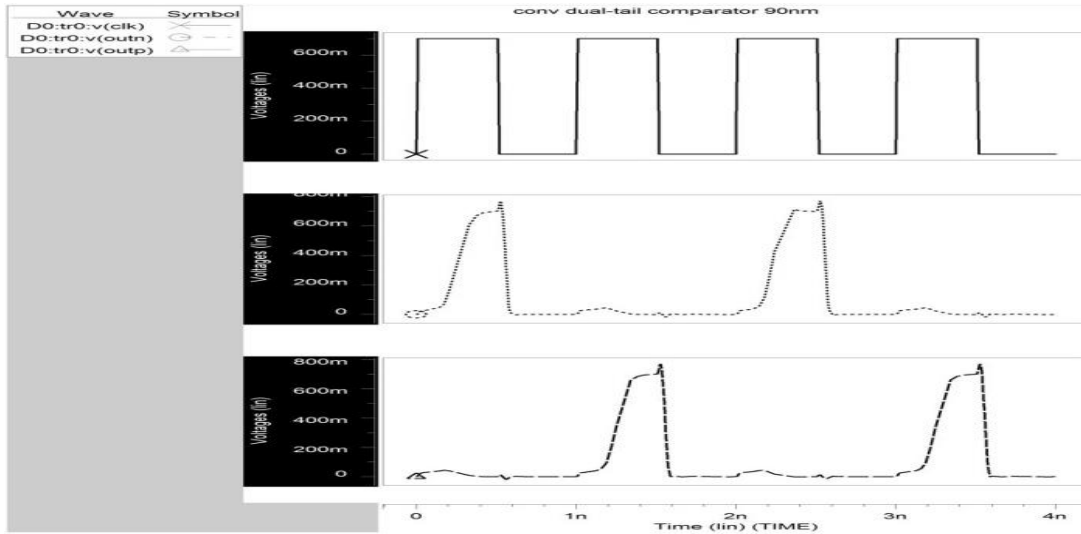 Wave Symbol
D0:tr0:v(clk)
D0:tr0:v(outn)
D0:tr0:v(outp)
conv dual-tail comparator 90nm
Voltages (lin)
600m
400m
200m
0
Voltages (lin)
800m
600m
400m
200m
0
Voltages (lin)
800m
600m
400m
200m
0
0 1n 2n 3n 4n
Time (lin) (TIME)